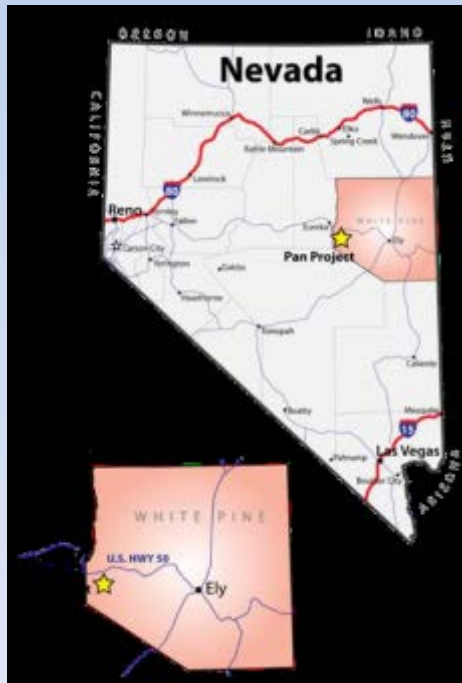 OREGON IDAHO
Nevada
CALIFORNIA
UTAH
Winnemucca
Wells
80
Carlin
Elko
Spring Creek
Wendover
Battle Mountain
Lovelock
80
Reno
Fernley
Fallon
WHITE PINE
Eureka
Ely
Carson City
Pan Project
Yerington
Gabbs
Hawthorne
Tonopah
Caliente
Beatty
Mesquite
15
Las Vegas
Pahrump
Boulder City
ARIZONA
WHITE PINE
U.S. HWY 50
Ely